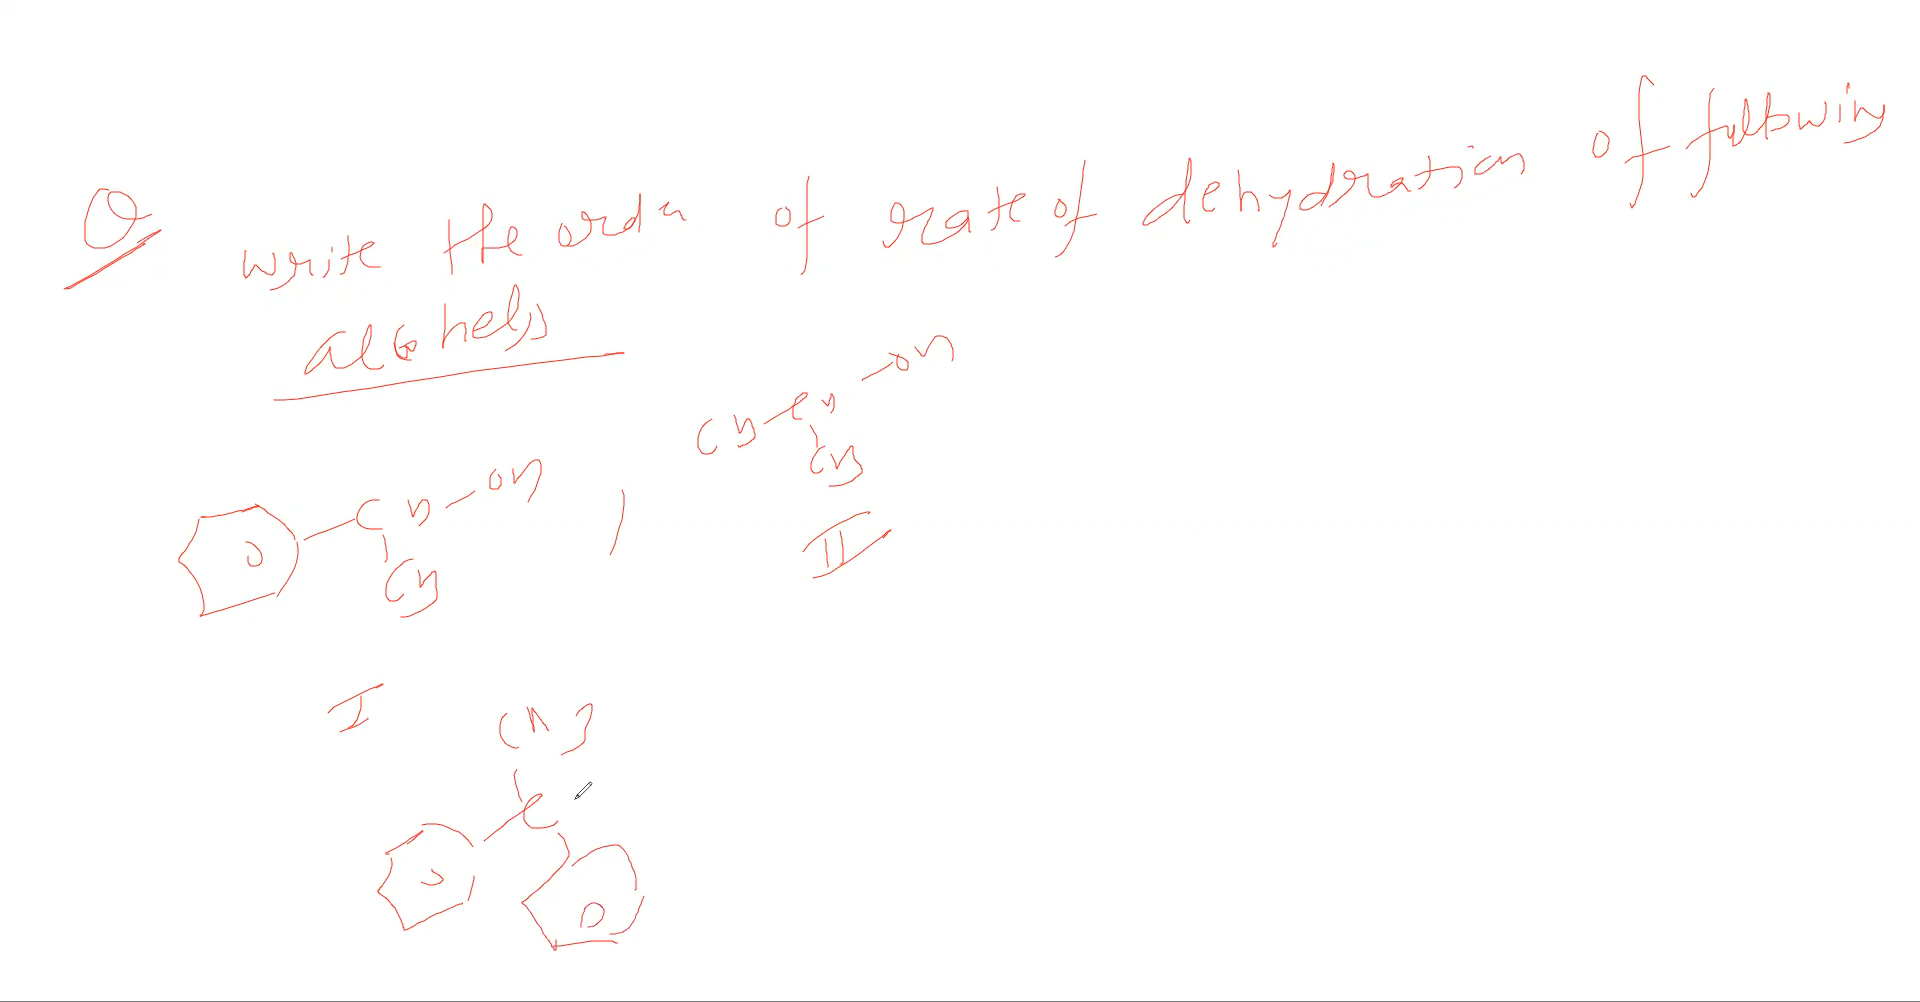 Q write the order of rate of dehydration of following
alcohols
CH3-CH-OH
CH3
II
CH-OH ,
CH3
I
CH3
C